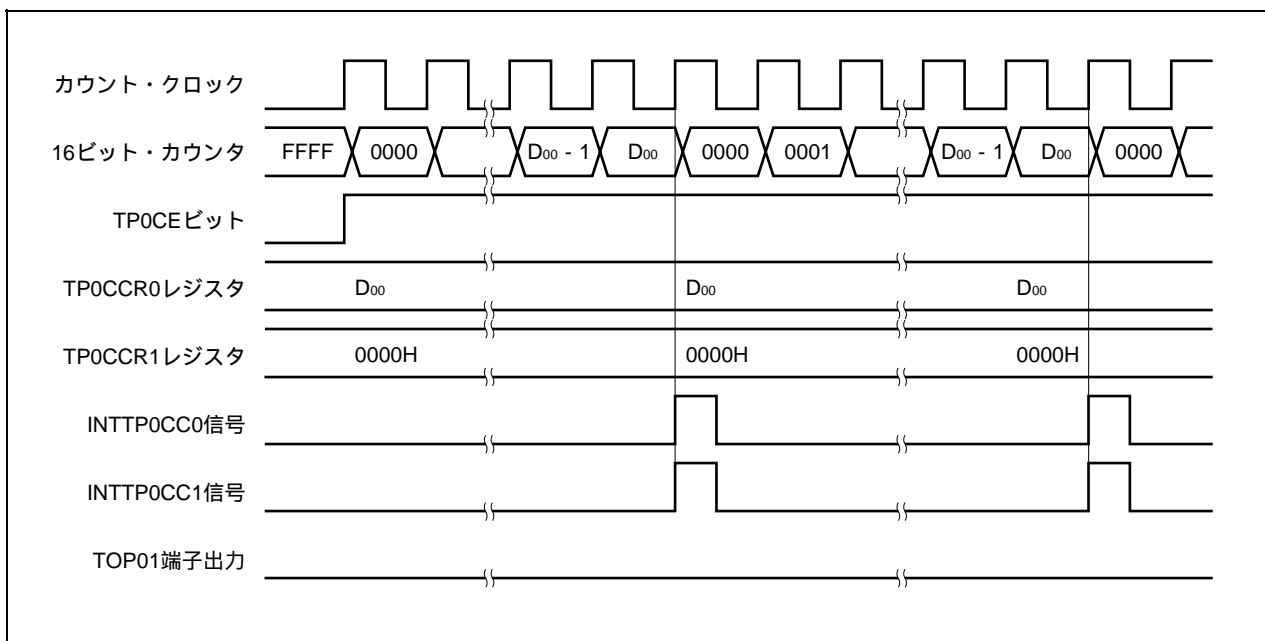 カウント・クロック
16ビット・カウンタ FFFF 0000 D00 - 1 D00 0000 0001 D00 - 1 D00 0000
TP0CEビット
TP0CCR0レジスタ D00 D00 D00
TP0CCR1レジスタ 0000H 0000H 0000H
INTTP0CC0信号
INTTP0CC1信号
TOP01端子出力